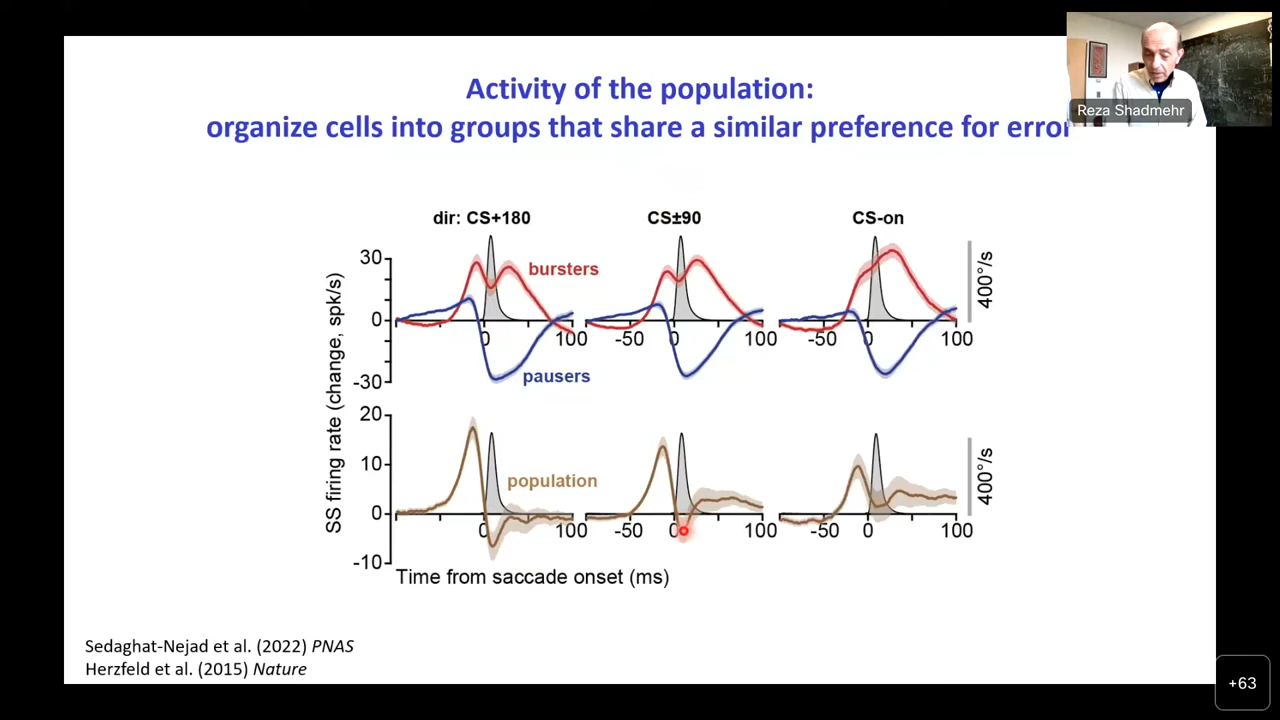 Activity of the population:
organize cells into groups that share a similar preference for error
Reza Shadmehr
dir: CS+180
CS±90
CS-on
SS firing rate (change, spk/s)
30
0
-30
bursters
pausers
0
100
-50
0
100
-50
0
100
400°/s
20
10
0
-10
population
0
100
-50
0
100
-50
0
100
400°/s
Time from saccade onset (ms)
Sedaghat-Nejad et al. (2022) PNAS
Herzfeld et al. (2015) Nature
+63